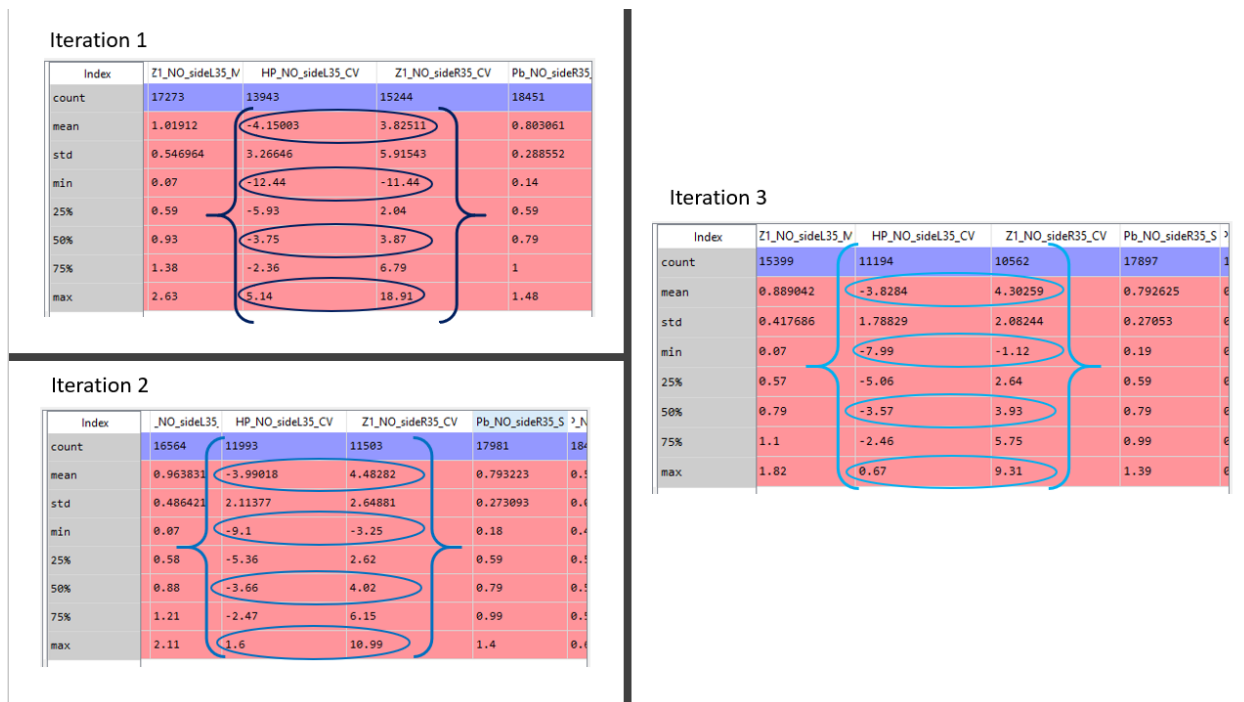 Iteration 1
Index Z1_NO_sideL35_M HP_NO_sideL35_CV Z1_NO_sideR35_CV Pb_NO_sideR35_
count 17273 13943 15244 18451
mean 1.01912 -4.15003 3.82511 0.803061
std 0.546964 3.26646 5.91543 0.288552
min 0.07 -12.44 -11.44 0.14
25% 0.59 -5.93 2.04 0.59
50% 0.93 -3.75 3.87 0.79
75% 1.38 -2.36 6.79 1
max 2.63 5.14 18.91 1.48
Iteration 2
Index _NO_sideL35_ HP_NO_sideL35_CV Z1_NO_sideR35_CV Pb_NO_sideR35_S
count 16564 11993 11503 17981 184
mean 0.963831 -3.99018 4.48282 0.793223
std 0.486421 2.11377 2.64881 0.273093
min 0.07 -9.1 -3.25 0.18
25% 0.58 -5.36 2.62 0.59
50% 0.88 -3.66 4.02 0.79
75% 1.21 -2.47 6.15 0.99
max 2.11 1.6 10.99 1.4
Iteration 3
Index Z1_NO_sideL35_M HP_NO_sideL35_CV Z1_NO_sideR35_CV Pb_NO_sideR35_S
count 15399 11194 10562 17897 1
mean 0.889042 -3.8284 4.30259 0.792625
std 0.417686 1.78829 2.08244 0.27053
min 0.07 -7.99 -1.12 0.19
25% 0.57 -5.06 2.64 0.59
50% 0.79 -3.57 3.93 0.79
75% 1.1 -2.46 5.75 0.99
max 1.82 0.67 9.31 1.39